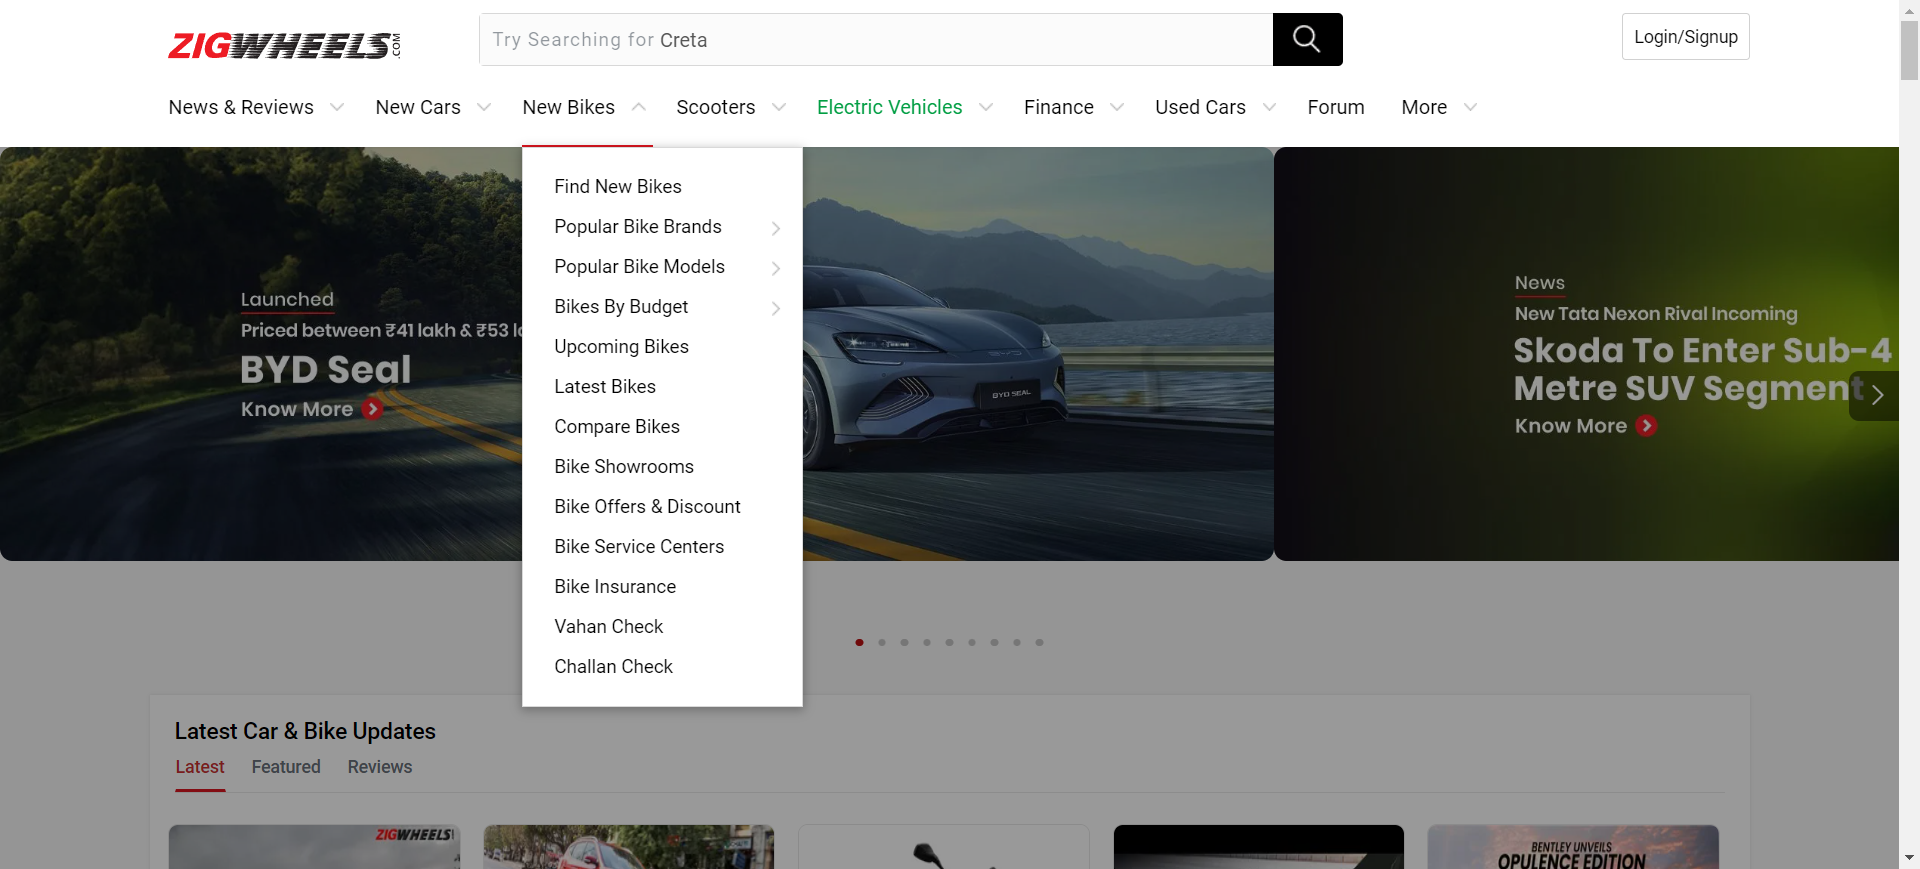 ZIGWHEELS.COM
Try Searching for Creta
Login/Signup
News & Reviews
New Cars
New Bikes
Scooters
Electric Vehicles
Finance
Used Cars
Forum
More
Find New Bikes
Popular Bike Brands
Popular Bike Models
Bikes By Budget
Upcoming Bikes
Latest Bikes
Compare Bikes
Bike Showrooms
Bike Offers & Discount
Bike Service Centers
Bike Insurance
Vahan Check
Challan Check
Launched
Priced between ₹41 lakh & ₹53
BYD Seal
Know More
BYD
BYD SEAL
News
New Tata Nexon Rival Incoming
Skoda To Enter Sub-4
Metre SUV Segment
Know More
Latest Car & Bike Updates
Latest
Featured
Reviews
ZIGWHEELS
BENTLEY UNVEILS
OPULENCE EDITION